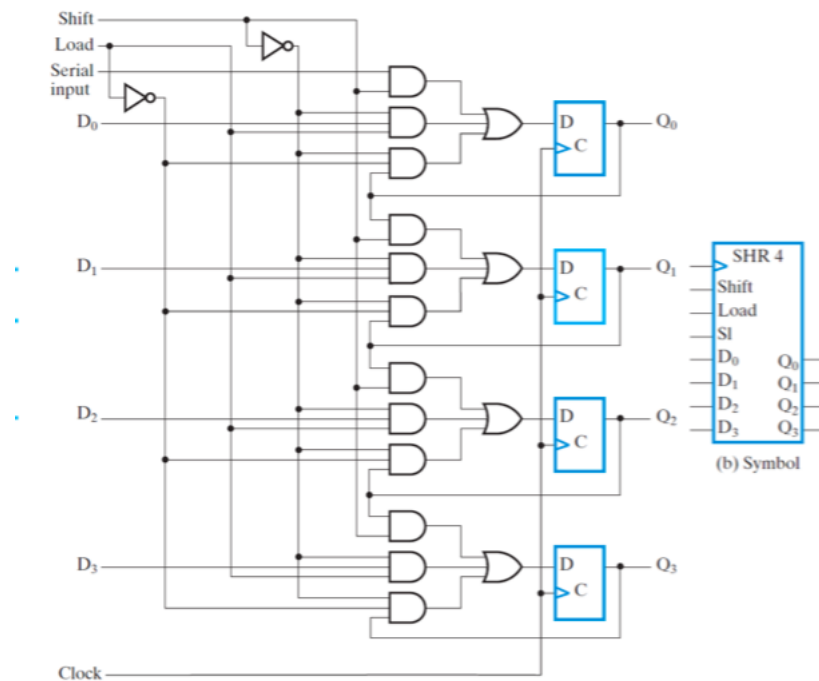 Shift
Load
Serial
input
D₀
D C Q₀
D₁
D C Q₁
D₂
D C Q₂
D₃
D C Q₃
Clock
SHR 4
Shift
Load
SI
D₀ Q₀
D₁ Q₁
D₂ Q₂
D₃ Q₃
(b) Symbol